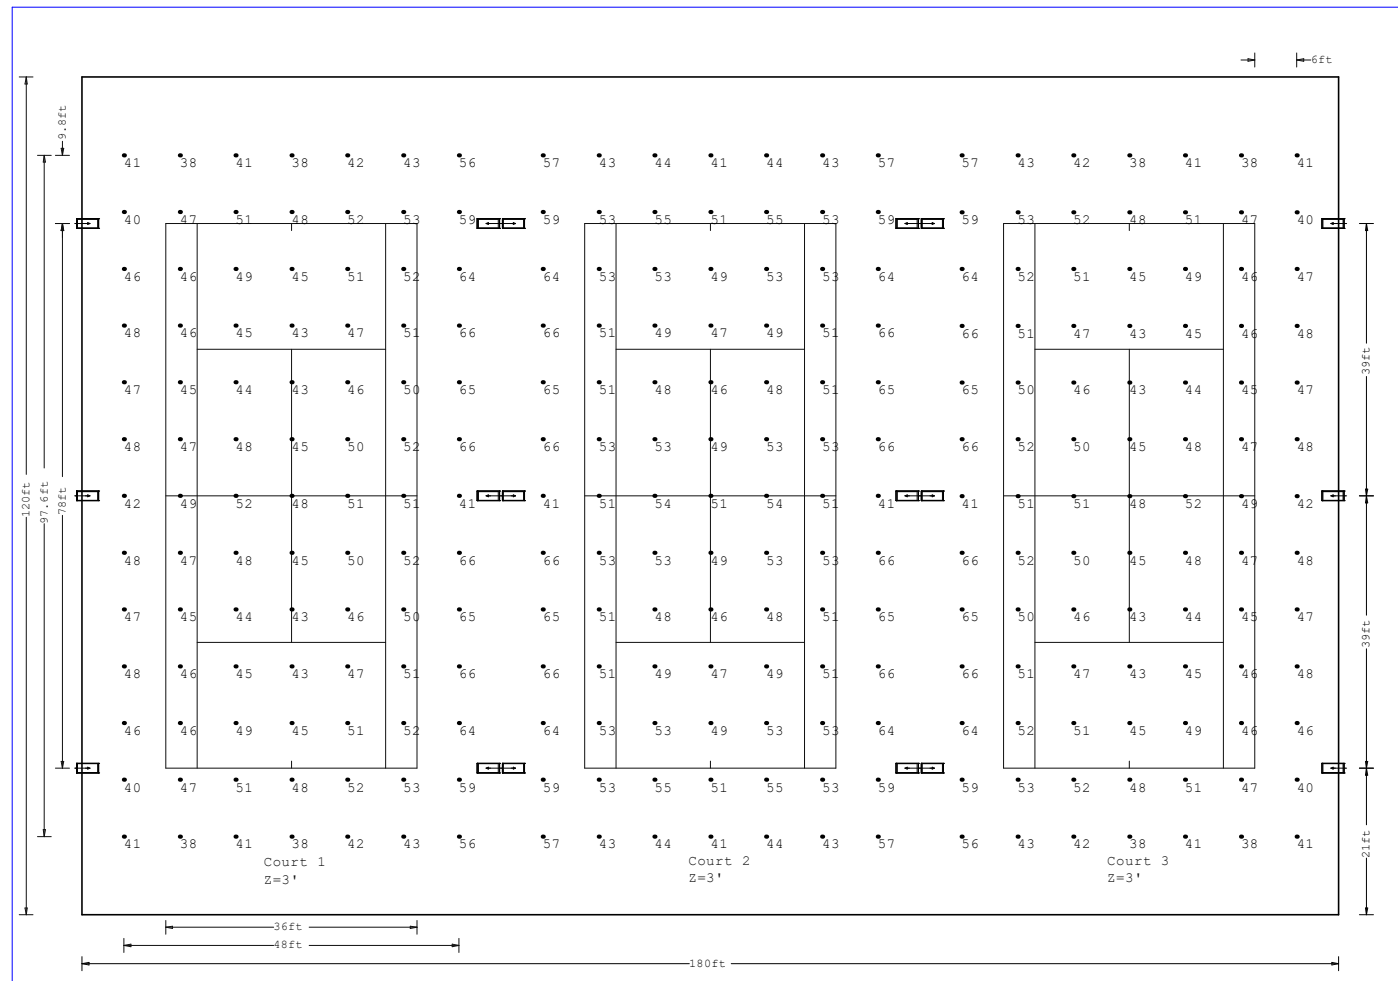 6ft
9.8ft
41 38 41 38 42 43 56 57 43 44 41 44 43 57 57 43 42 38 41 38 41
40 47 51 48 52 53 59 59 53 55 51 55 53 59 59 53 52 48 51 47 40
46 46 49 45 51 52 64 64 53 53 49 53 53 64 64 52 51 45 49 46 47
48 46 45 43 47 51 66 66 51 49 47 49 51 66 66 51 47 43 45 46 48
39ft
47 45 44 43 46 50 65 65 51 48 46 48 51 65 65 50 46 43 44 45 47
48 47 48 45 50 52 66 66 53 53 49 53 53 66 66 52 50 45 48 47 48
120ft
97.6ft
78ft
42 49 52 48 51 51 41 41 51 54 51 54 51 41 41 51 51 48 52 49 42
48 47 48 45 50 52 66 66 53 53 49 53 53 66 66 52 50 45 48 47 48
47 45 44 43 46 50 65 65 51 48 46 48 51 65 65 50 46 43 44 45 47
39ft
48 46 45 43 47 51 66 66 51 49 47 49 51 66 66 51 47 43 45 46 48
46 46 49 45 51 52 64 64 53 53 49 53 53 64 64 52 51 45 49 46 46
40 47 51 48 52 53 59 59 53 55 51 55 53 59 59 53 52 48 51 47 40
41 38 41 38 42 43 56 57 43 44 41 44 43 57 56 43 42 38 41 38 41
21ft
Court 1 Court 2 Court 3
Z=3' Z=3' Z=3'
36ft
48ft
180ft